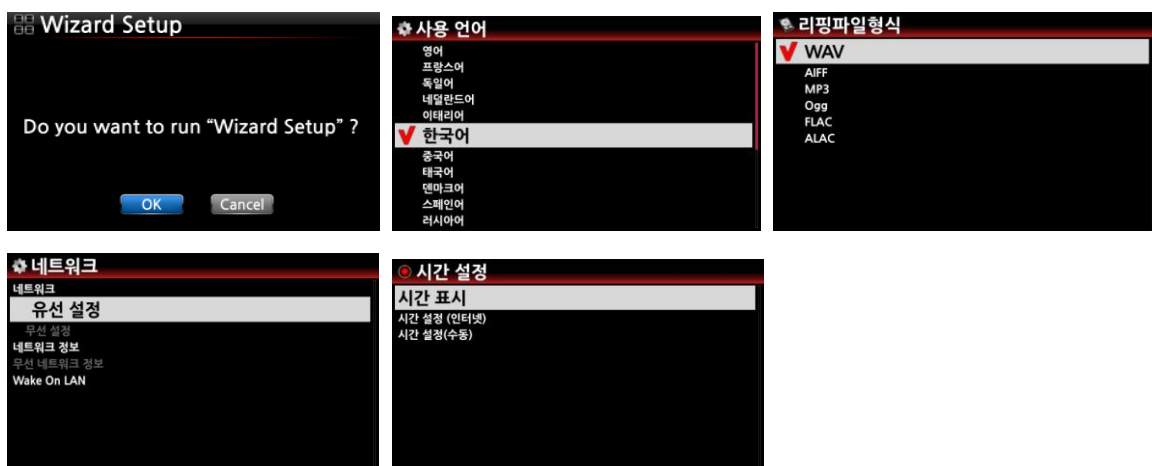 Wizard Setup
Do you want to run “Wizard Setup” ?
OK
Cancel
사용 언어
영어
프랑스어
독일어
네덜란드어
이태리어
한국어
중국어
태국어
덴마크어
스페인어
러시아어
리핑파일형식
WAV
AIFF
MP3
Ogg
FLAC
ALAC
네트워크
네트워크
유선 설정
무선 설정
네트워크 정보
무선 네트워크 정보
Wake On LAN
시간 설정
시간 표시
시간 설정 (인터넷)
시간 설정(수동)